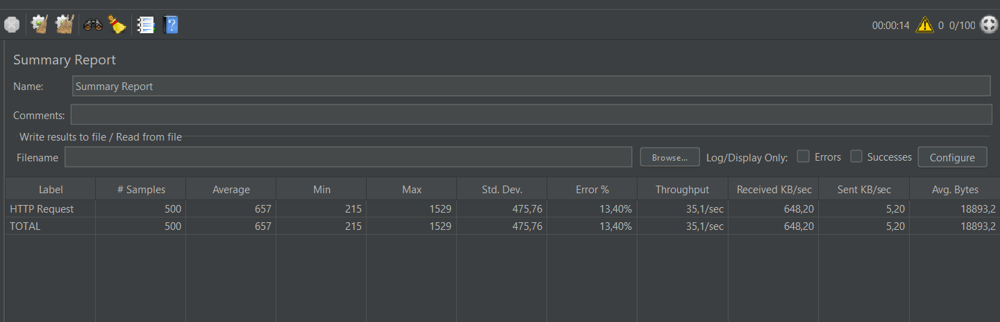 00:00:14 0 0/100
Summary Report
Name: Summary Report
Comments:
Write results to file / Read from file
Filename Browse... Log/Display Only: Errors Successes Configure
Label # Samples Average Min Max Std. Dev. Error % Throughput Received KB/sec Sent KB/sec Avg. Bytes
HTTP Request 500 657 215 1529 475,76 13,40% 35,1/sec 648,20 5,20 18893,2
TOTAL 500 657 215 1529 475,76 13,40% 35,1/sec 648,20 5,20 18893,2